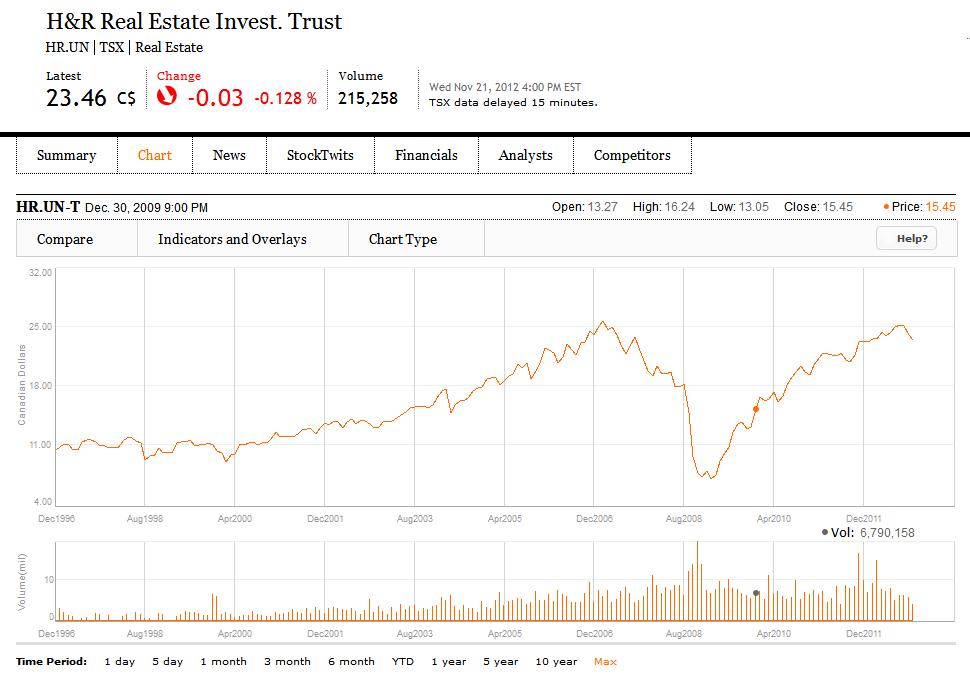 H&R Real Estate Invest. Trust
HR.UN | TSX | Real Estate
Latest Change Volume
23.46 C$ -0.03 -0.128 % 215,258
Wed Nov 21, 2012 4:00 PM EST
TSX data delayed 15 minutes.
Summary Chart News StockTwits Financials Analysts Competitors
HR.UN-T Dec. 30, 2009 9:00 PM Open: 13.27 High: 16.24 Low: 13.05 Close: 15.45 Price: 15.45
Compare Indicators and Overlays Chart Type Help?
32.00
25.00
18.00
11.00
4.00
Canadian Dollars
Dec1996 Aug1998 Apr2000 Dec2001 Aug2003 Apr2005 Dec2006 Aug2008 Apr2010 Dec2011
Vol: 6,790,158
10
0
Volume(mil)
Dec1996 Aug1998 Apr2000 Dec2001 Aug2003 Apr2005 Dec2006 Aug2008 Apr2010 Dec2011
Time Period: 1 day 5 day 1 month 3 month 6 month YTD 1 year 5 year 10 year Max